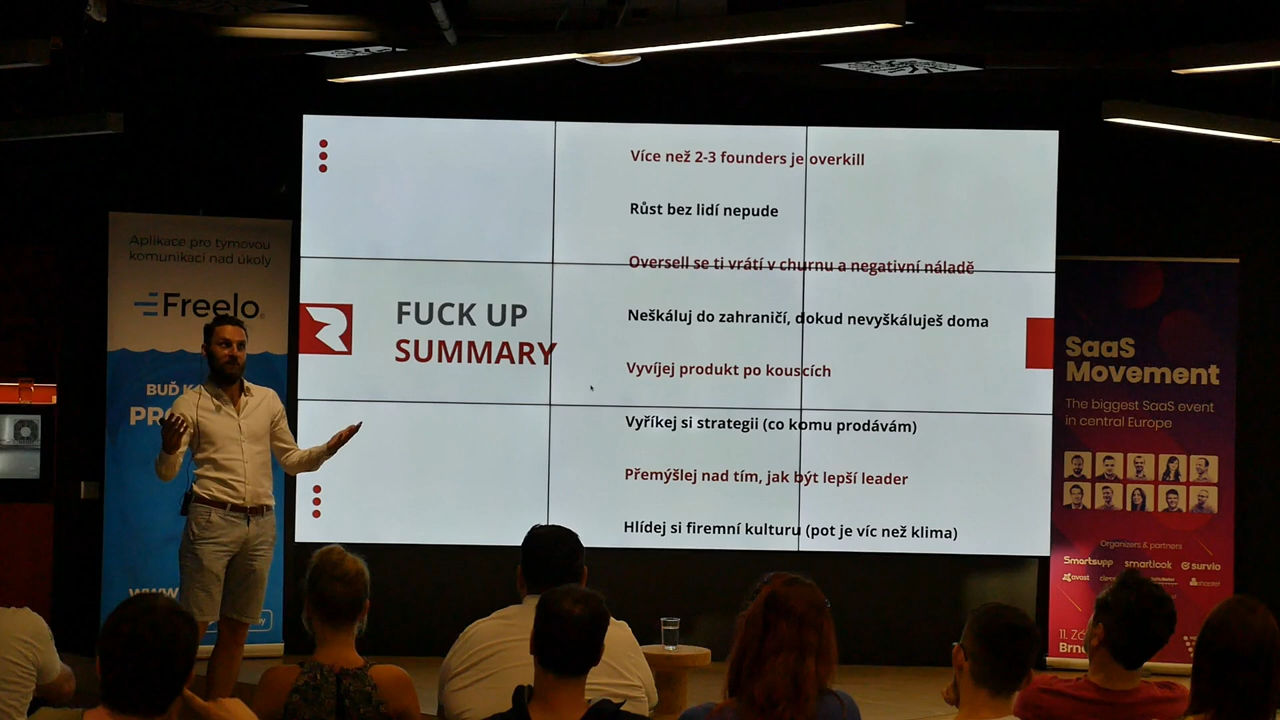 Aplikace pro týmovou
komunikaci nad úkoly
Freelo
BUĎ
WWW
FUCK UP
SUMMARY
Více než 2-3 founders je overkill
Růst bez lidí nepude
Oversell se ti vrátí v churnu a negativní náladě
Neškáluj do zahraničí, dokud nevyškáluješ doma
Vyvíjej produkt po kouscích
Vyříkej si strategii (co komu prodávám)
Přemýšlej nad tím, jak být lepší leader
Hlídej si firemní kulturu (pot je víc než klima)
SaaS
Movement
The biggest SaaS event
in central Europe
Organizers & partners
Smartsupp smartlook survio
avast
11.